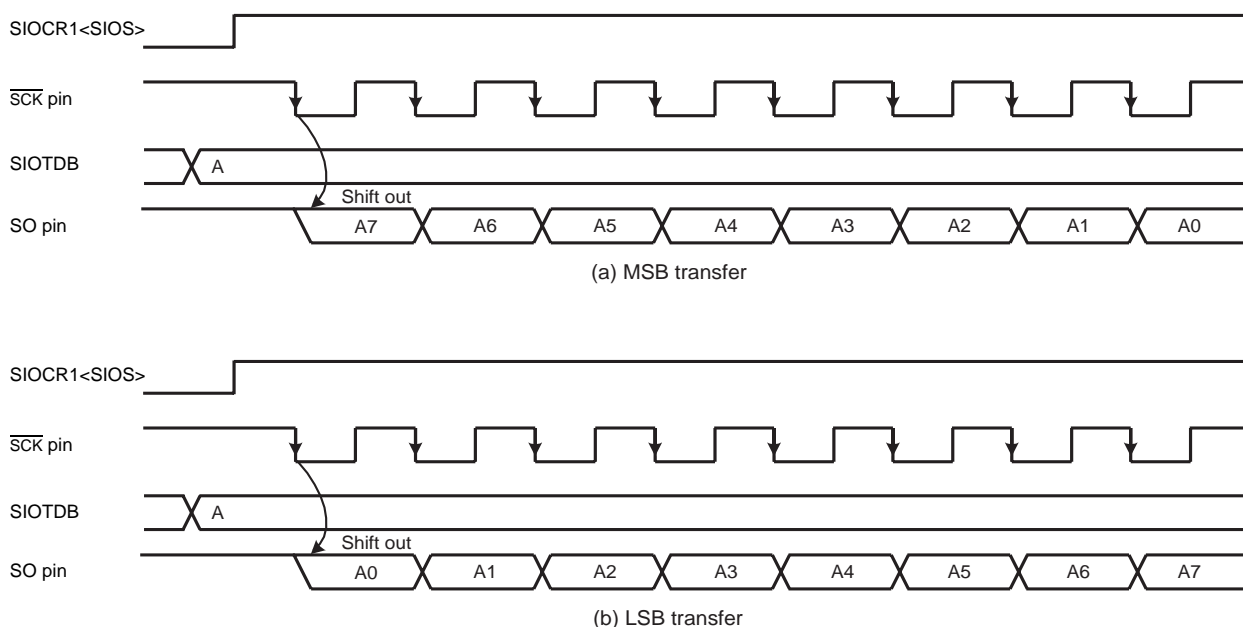 SIOCR1<SIOS>
SCK pin
SIOTDB
A
Shift out
SO pin
A7 A6 A5 A4 A3 A2 A1 A0
(a) MSB transfer
SIOCR1<SIOS>
SCK pin
SIOTDB
A
Shift out
SO pin
A0 A1 A2 A3 A4 A5 A6 A7
(b) LSB transfer